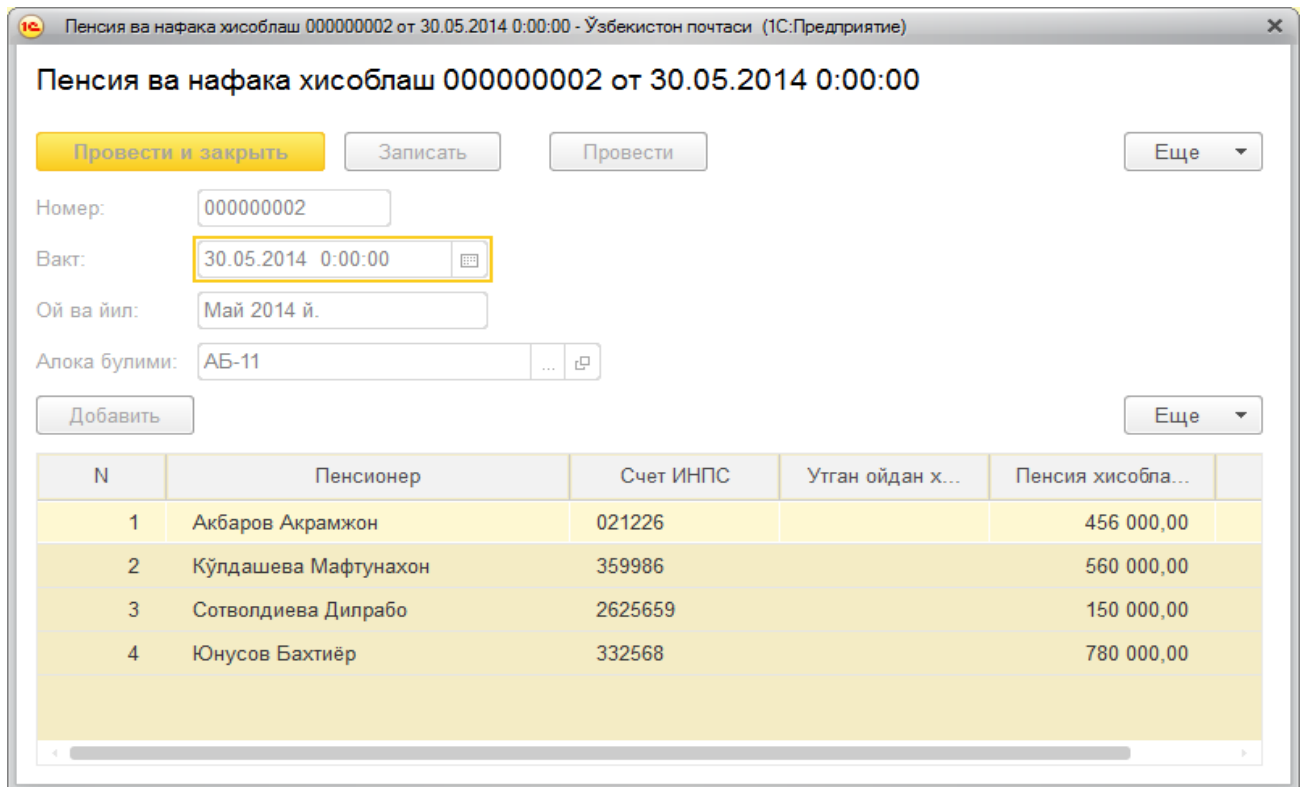 Пенсия ва нафака хисоблаш 000000002 от 30.05.2014 0:00:00 - Ўзбекистон почтаси (1С:Предприятие)
Пенсия ва нафака хисоблаш 000000002 от 30.05.2014 0:00:00
Провести и закрыть Записать Провести Еще
Номер: 000000002
Вакт: 30.05.2014 0:00:00
Ой ва йил: Май 2014 й.
Алока булими: АБ-11 ...
Добавить Еще
N Пенсионер Счет ИНПС Утган ойдан х... Пенсия хисобла...
1 Акбаров Акрамжон 021226 456 000,00
2 Кўлдашева Мафтунахон 359986 560 000,00
3 Сотволдиева Дилрабо 2625659 150 000,00
4 Юнусов Бахтиёр 332568 780 000,00